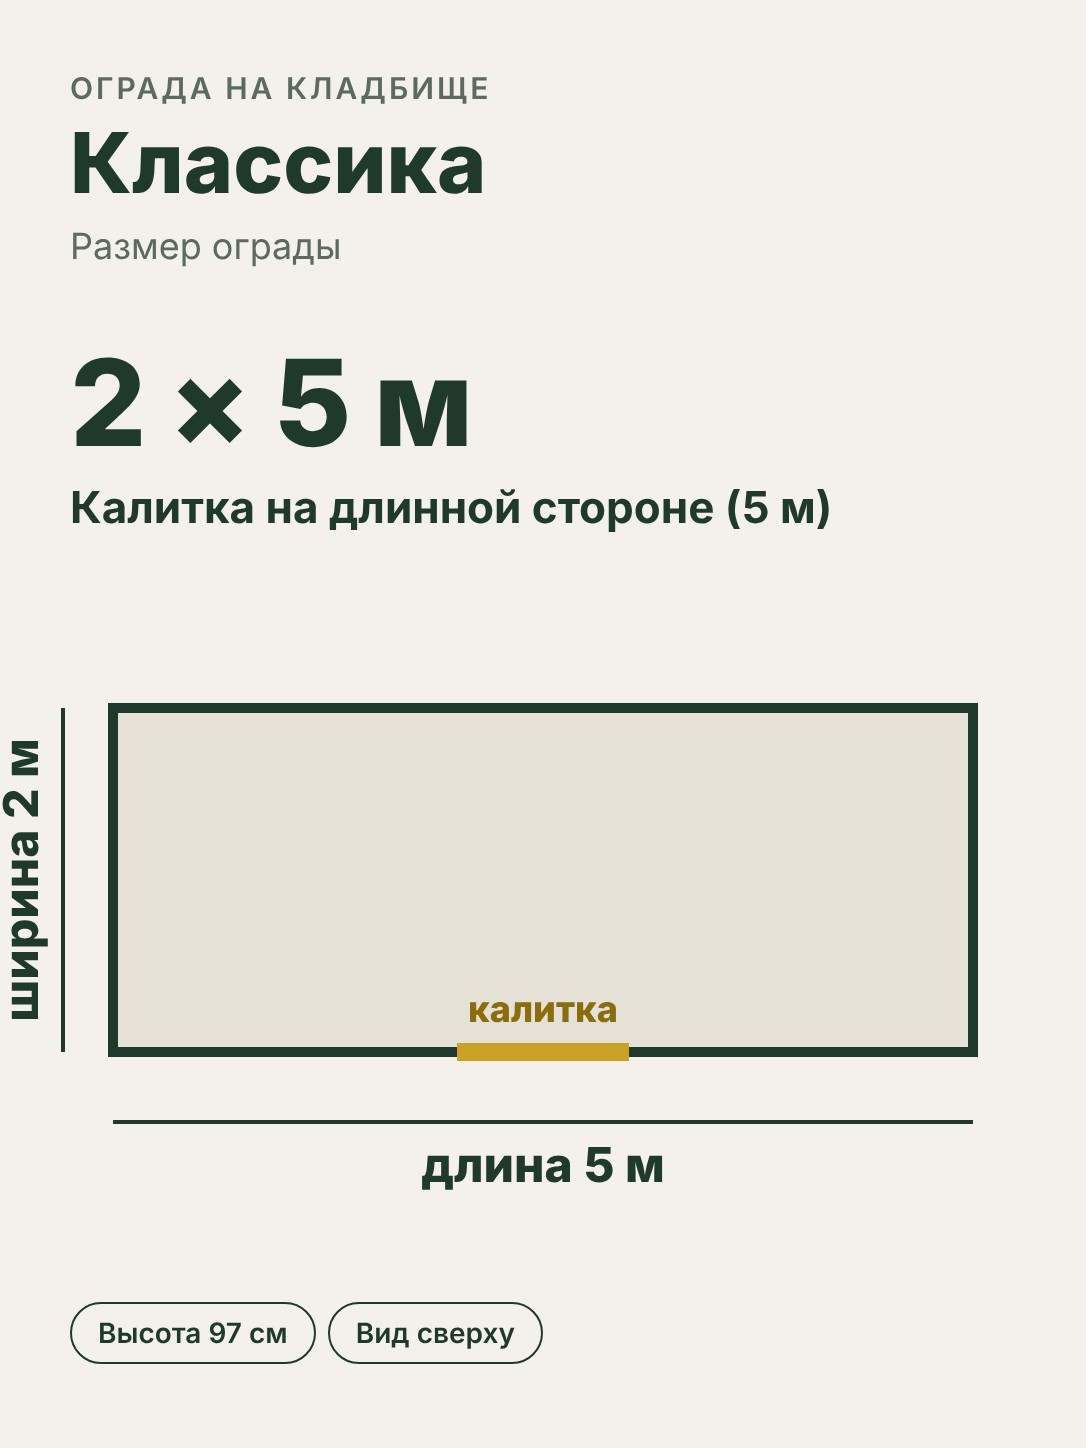 ОГРАДА НА КЛАДБИЩЕ
Классика
Размер ограды
2 × 5 м
Калитка на длинной стороне (5 м)
ширина 2 м
калитка
длина 5 м
Высота 97 см
Вид сверху